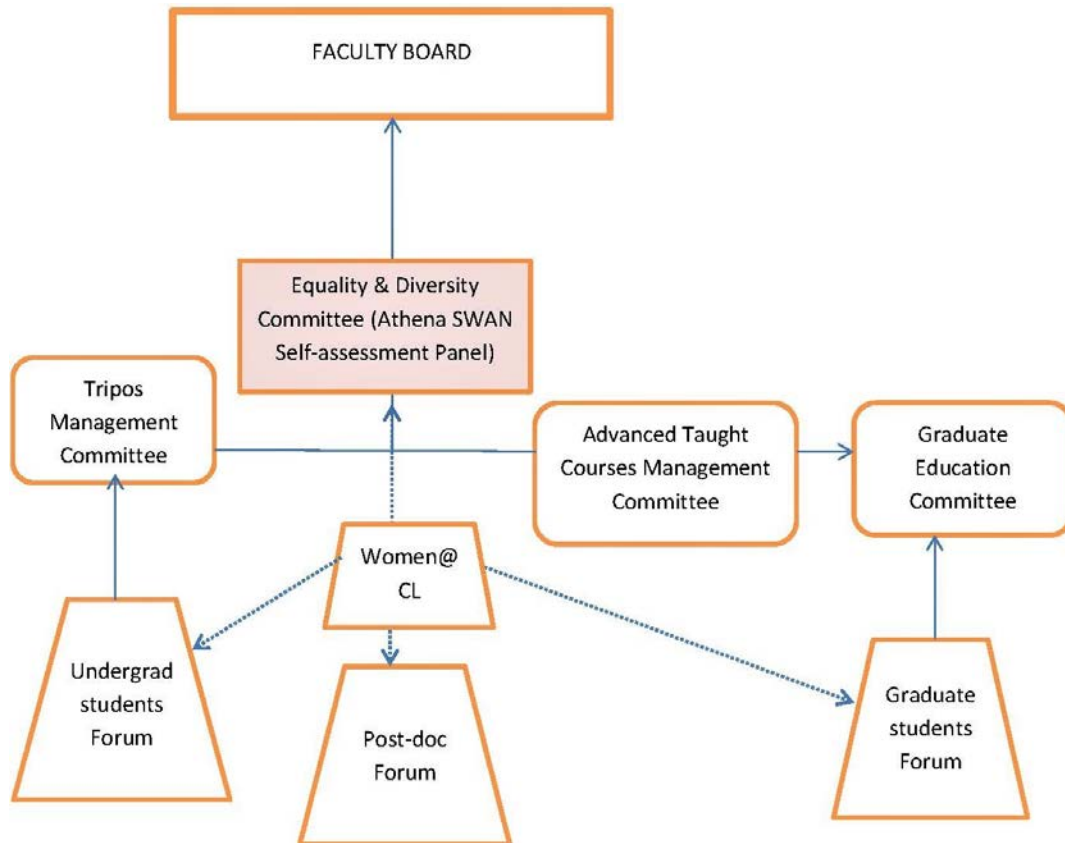 FACULTY BOARD
Equality & Diversity
Committee (Athena SWAN
Self-assessment Panel)
Tripos
Management
Committee
Advanced Taught
Courses Management
Committee
Graduate
Education
Committee
Women@
CL
Undergrad
students
Forum
Post-doc
Forum
Graduate
students
Forum